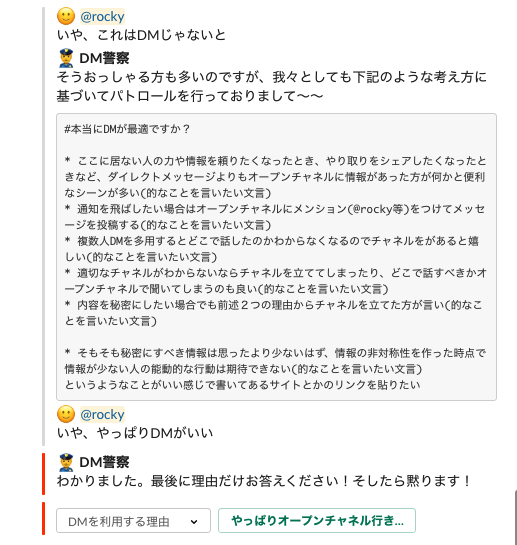 @rocky
いや、これはDMじゃないと
DM警察
そうおっしゃる方も多いのですが、我々としても下記のような考え方に
基づいてパトロールを行っておりまして〜〜
#本当にDMが最適ですか？
* ここに居ない人の力や情報を頼りたくなったとき、やり取りをシェアしたくなったと
きなど、ダイレクトメッセージよりもオープンチャネルに情報があった方が何かと便利
なシーンが多い(的なことを言いたい文言)
* 通知を飛ばしたい場合はオープンチャネルにメンション(@rocky等)をつけてメッセ
ージを投稿する(的なことを言いたい文言)
* 複数人DMを多用するとどこで話したのかわからなくなるのでチャネルをがあると嬉
しい(的なことを言いたい文言)
* 適切なチャネルがわからないならチャネルを立ててしまったり、どこで話すべきかオ
ープンチャネルで聞いてしまうのも良い(的なことを言いたい文言)
* 内容を秘密にしたい場合でも前述２つの理由からチャネルを立てた方が言い(的なこ
とを言いたい文言)
* そもそも秘密にすべき情報は思ったより少ないはず、情報の非対称性を作った時点で
情報が少ない人の能動的な行動は期待できない(的なことを言いたい文言)
というようなことがいい感じで書いてあるサイトとかのリンクを貼りたい
@rocky
いや、やっぱりDMがいい
DM警察
わかりました。最後に理由だけお答えください！そしたら黙ります！
DMを利用する理由
やっぱりオープンチャネル行き...